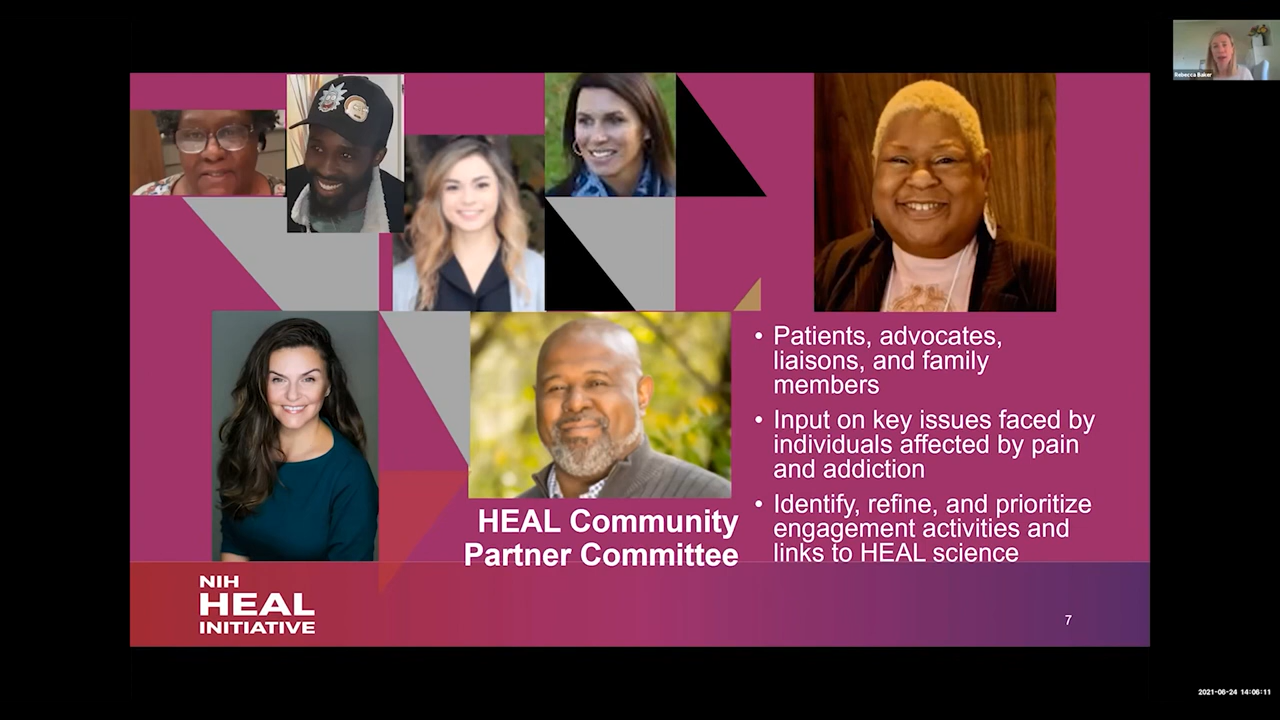 Rebecca Baker
• Patients, advocates,
liaisons, and family
members
• Input on key issues faced by
individuals affected by pain
and addiction
• Identify, refine, and prioritize
engagement activities and
links to HEAL science
HEAL Community
Partner Committee
NIH
HEAL
INITIATIVE
7
2021-06-24 14:06:11